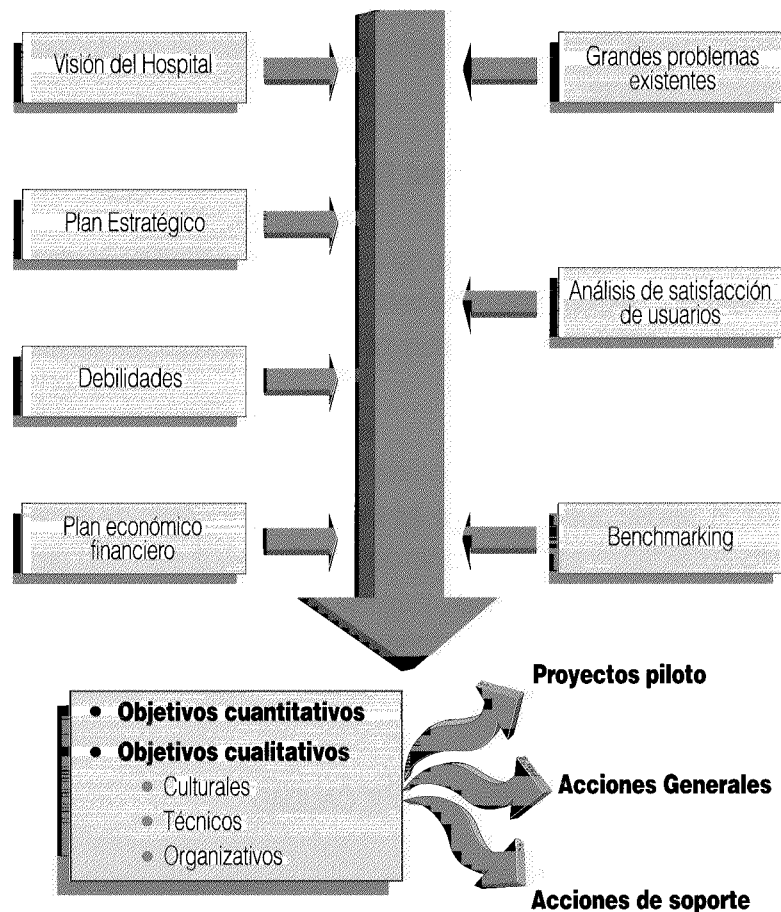 Visión del Hospital
Grandes problemas
existentes
Plan Estratégico
Análisis de satisfacción
de usuarios
Debilidades
Plan económico
financiero
Benchmarking
• Objetivos cuantitativos
• Objetivos cualitativos
• Culturales
• Técnicos
• Organizativos
Proyectos piloto
Acciones Generales
Acciones de soporte